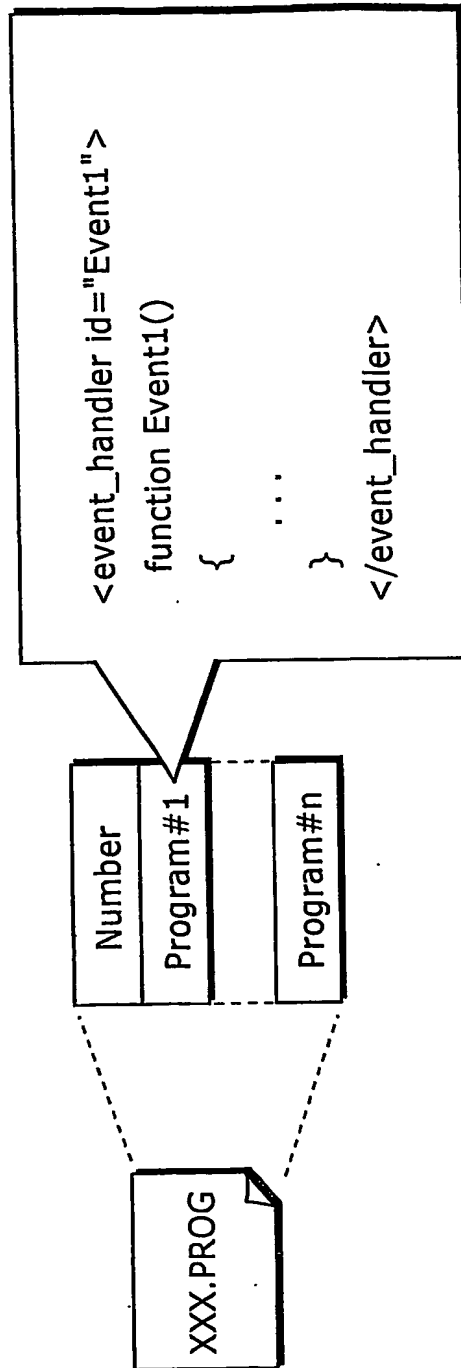 XXX.PROG
Number
Program#1
Program#n
<event_handler id="Event1">
function Event1()
{
...
}
</event_handler>